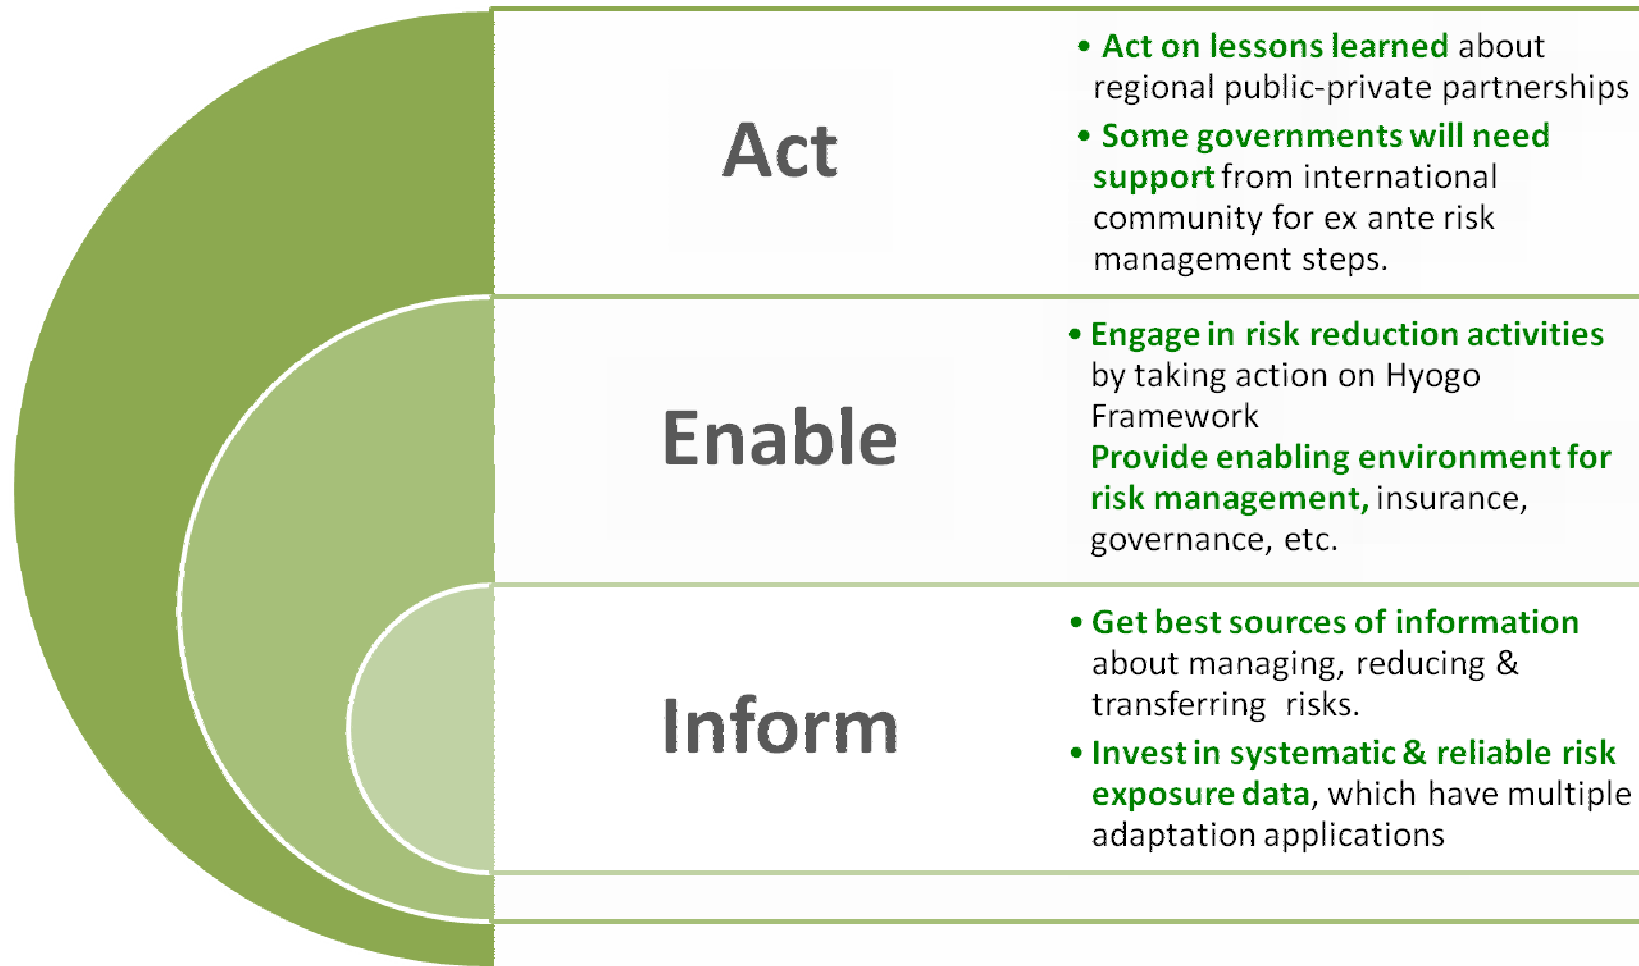 Act
• Act on lessons learned about
regional public-private partnerships
• Some governments will need
support from international
community for ex ante risk
management steps.
Enable
• Engage in risk reduction activities
by taking action on Hyogo
Framework
Provide enabling environment for
risk management, insurance,
governance, etc.
Inform
• Get best sources of information
about managing, reducing &
transferring risks.
• Invest in systematic & reliable risk
exposure data, which have multiple
adaptation applications